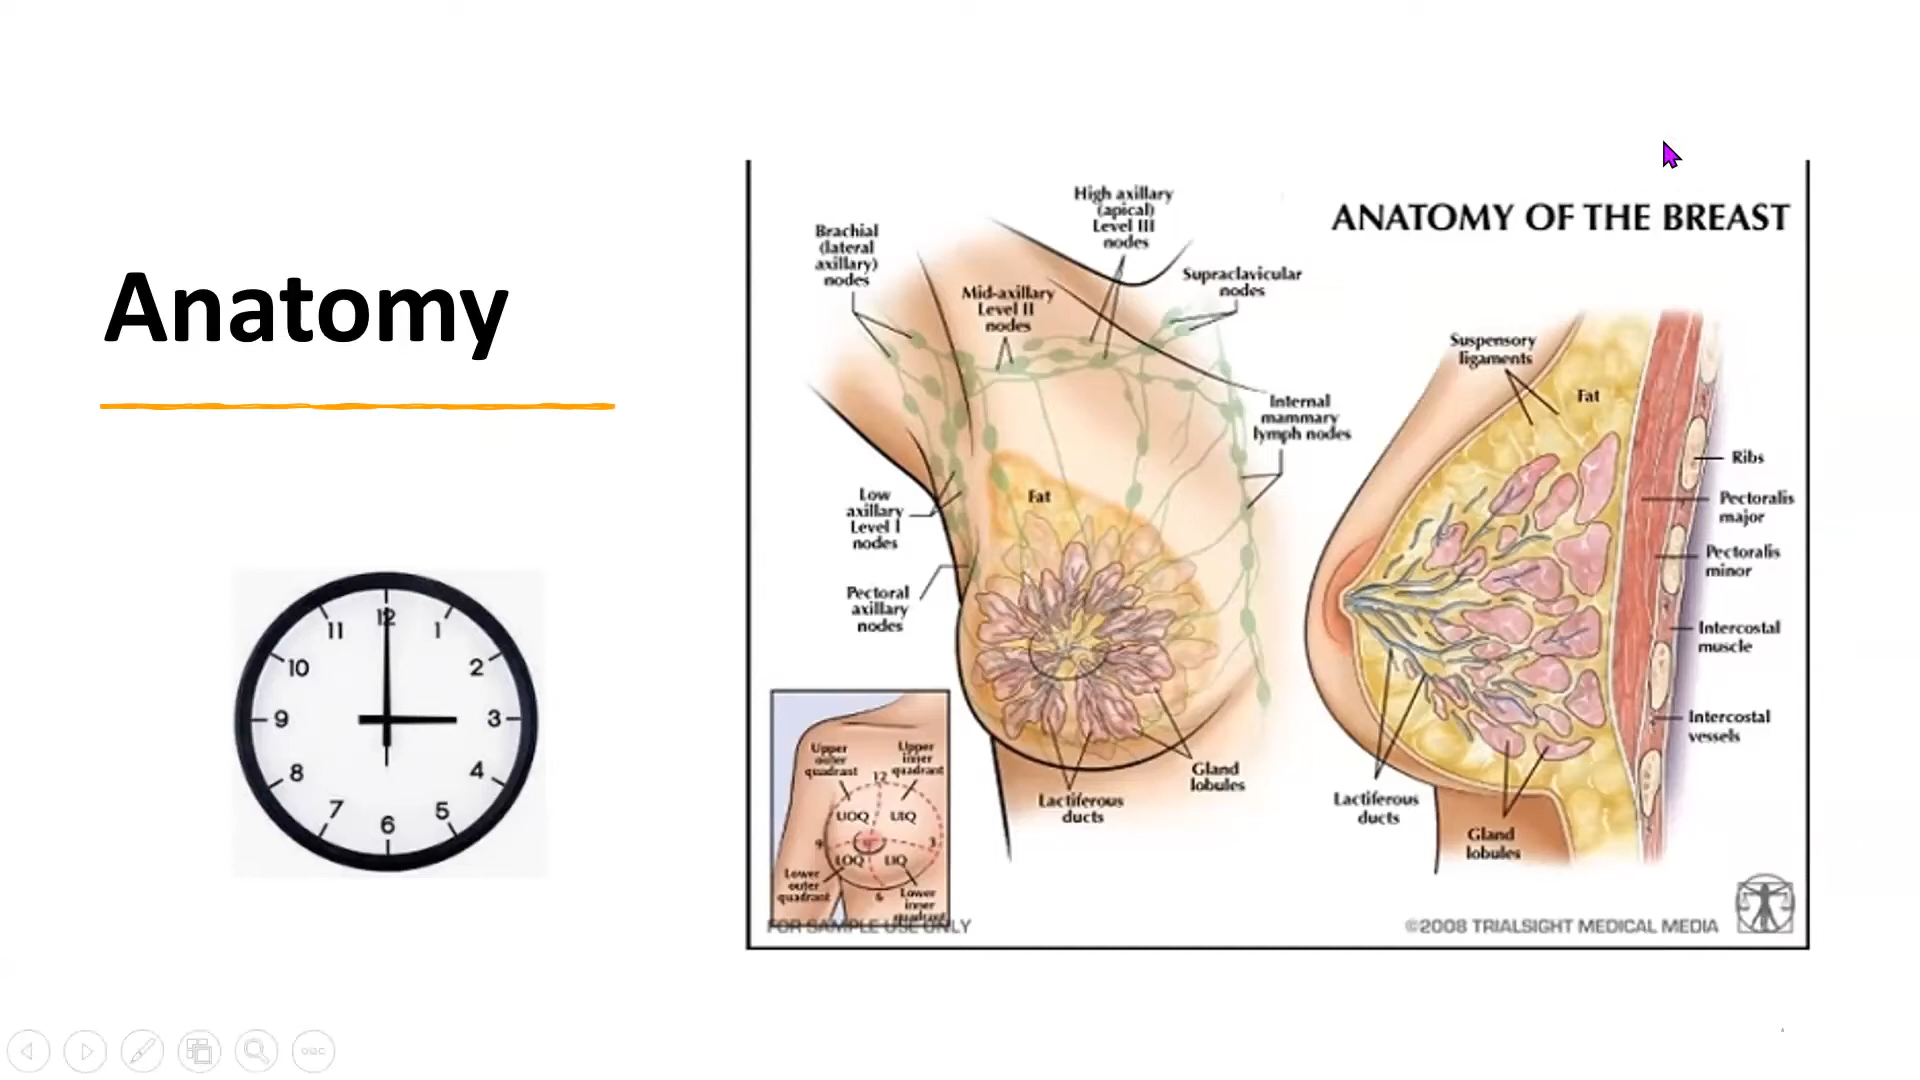 Anatomy
11
12
1
10
2
9
3
8
4
7
6
5
ANATOMY OF THE BREAST
High axillary
(apical)
Level III
nodes
Brachial
(lateral
axillary)
nodes
Supraclavicular
nodes
Mid-axillary
Level II
nodes
Internal
mammary
lymph nodes
Fat
Low
axillary
Level I
nodes
Pectoral
axillary
nodes
Gland
lobules
Lactiferous
ducts
Upper
outer
quadrant
Upper
inner
quadrant
12
UOQ
UIQ
9
3
LOQ
LIQ
Lower
outer
quadrant
6
Lower
inner
quadrant
Suspensory
ligaments
Fat
Ribs
Pectoralis
major
Pectoralis
minor
Intercostal
muscle
Intercostal
vessels
Lactiferous
ducts
Gland
lobules
FOR SAMPLE USE ONLY
©2008 TRIALSIGHT MEDICAL MEDIA